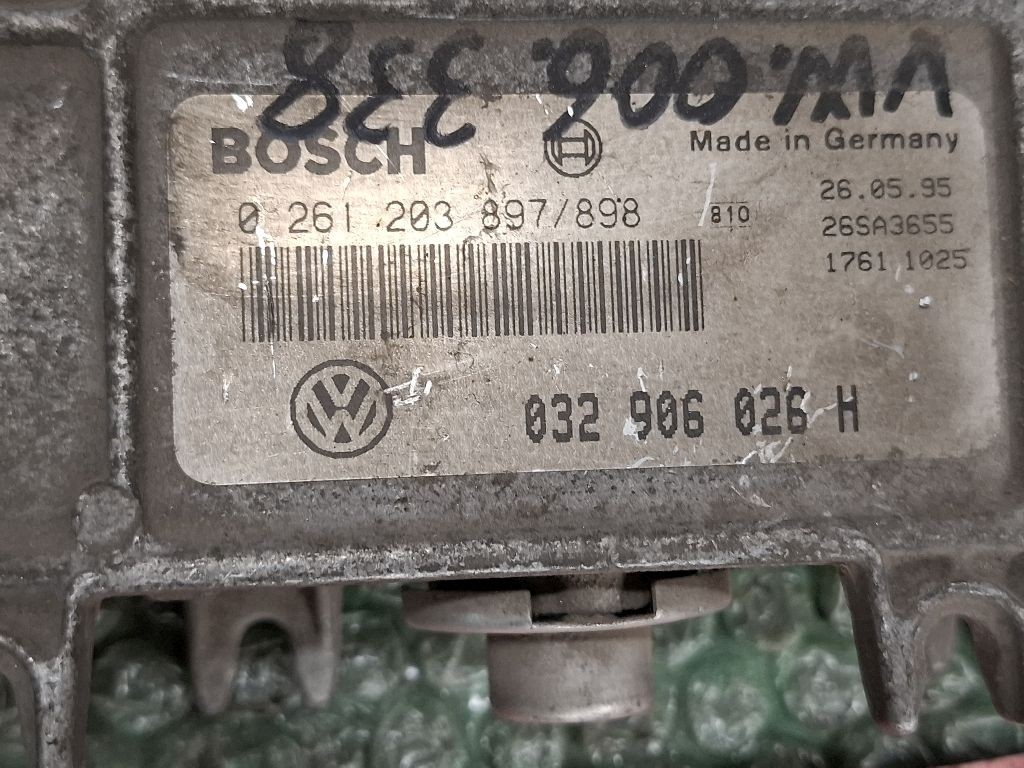 VW.006.338
BOSCH
Made in Germany
0 261 203 897/898
810
26.05.95
26SA3655
1761 1025
032 906 026 H